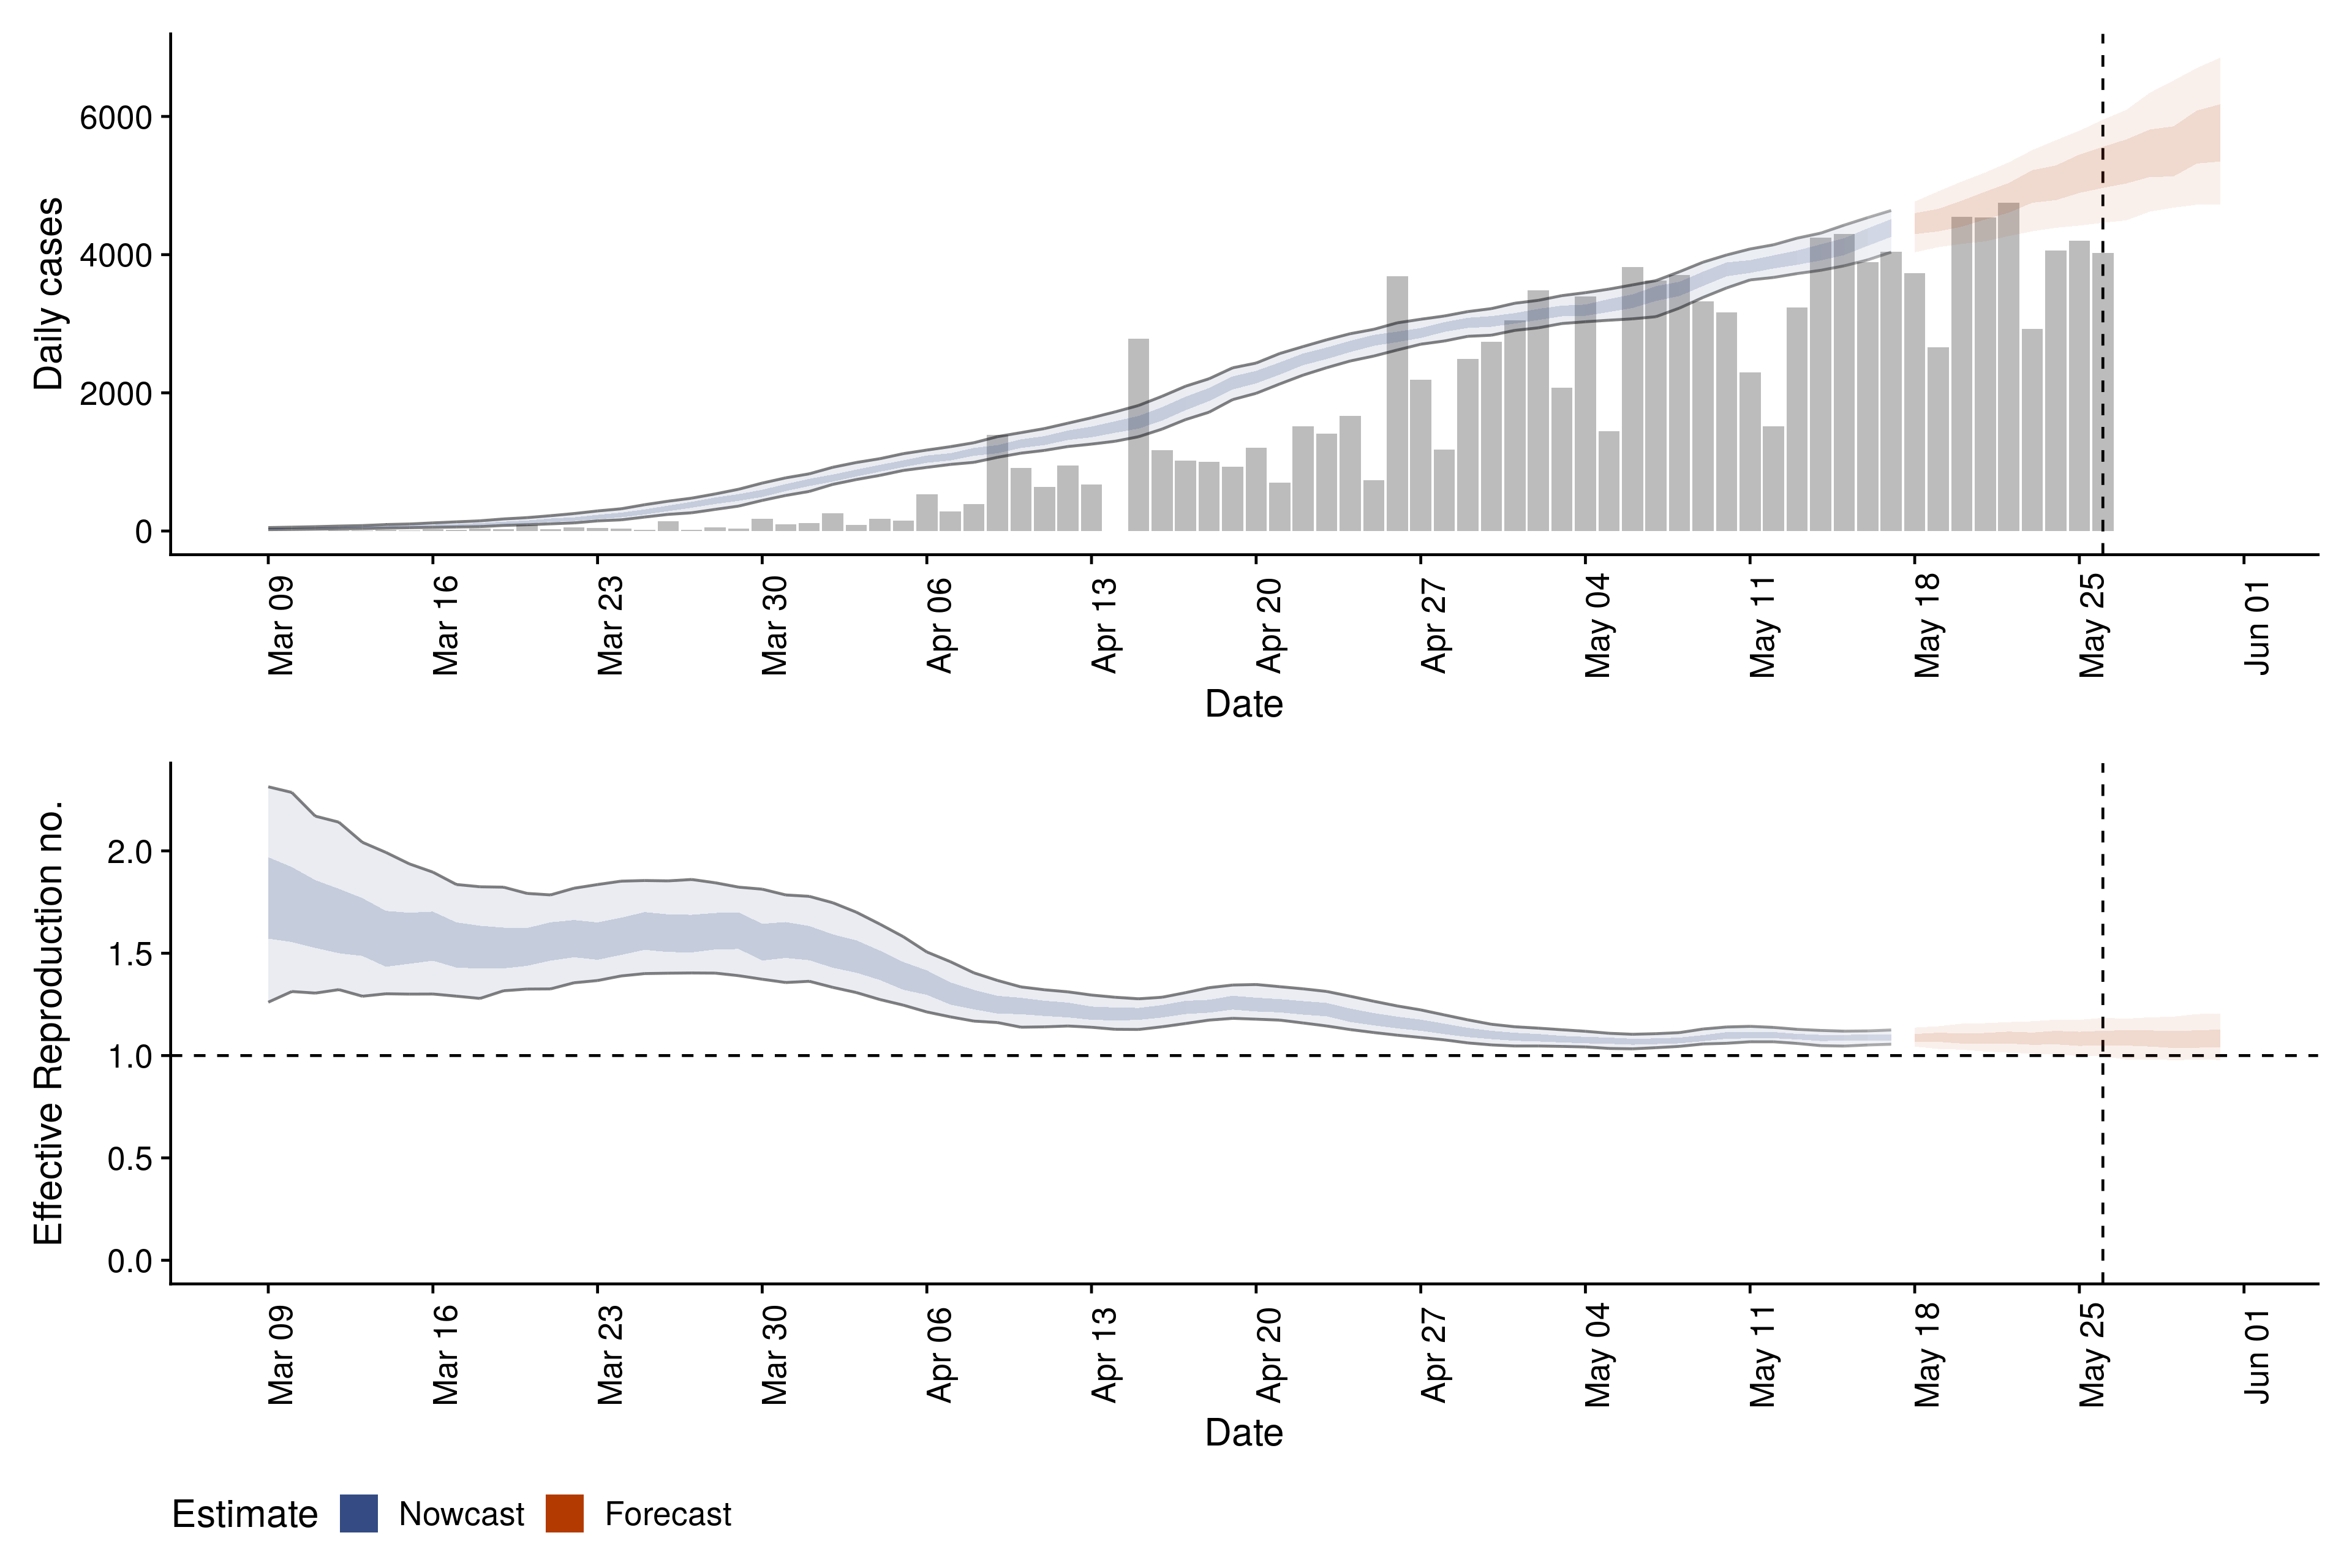 Daily cases
6000
4000
2000
0
Mar 09
Mar 16
Mar 23
Mar 30
Apr 06
Apr 13
Apr 20
Apr 27
May 04
May 11
May 18
May 25
Jun 01
Date
Effective Reproduction no.
2.0
1.5
1.0
0.5
0.0
Mar 09
Mar 16
Mar 23
Mar 30
Apr 06
Apr 13
Apr 20
Apr 27
May 04
May 11
May 18
May 25
Jun 01
Date
Estimate Nowcast Forecast